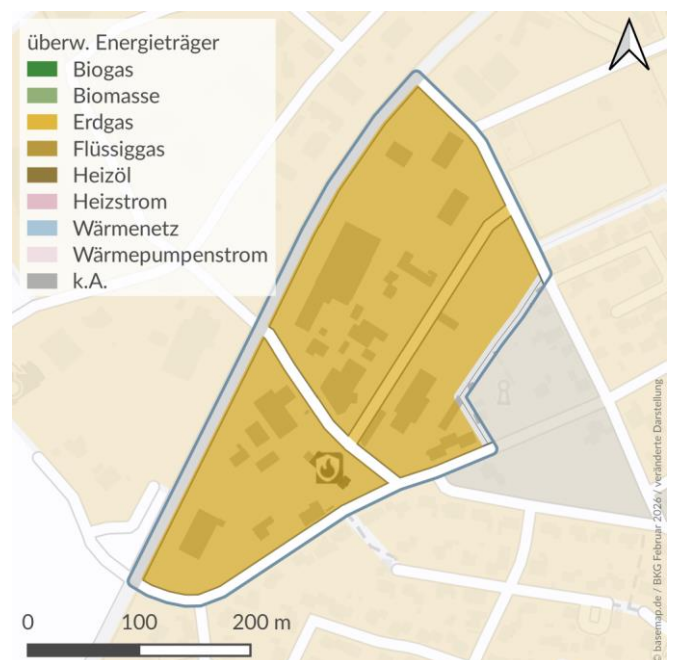 überw. Energieträger
Biogas
Biomasse
Erdgas
Flüssiggas
Heizöl
Heizstrom
Wärmenetz
Wärmepumpenstrom
k.A.
0 100 200 m
© basemap.de / BKG Februar 2026 / veränderte Darstellung